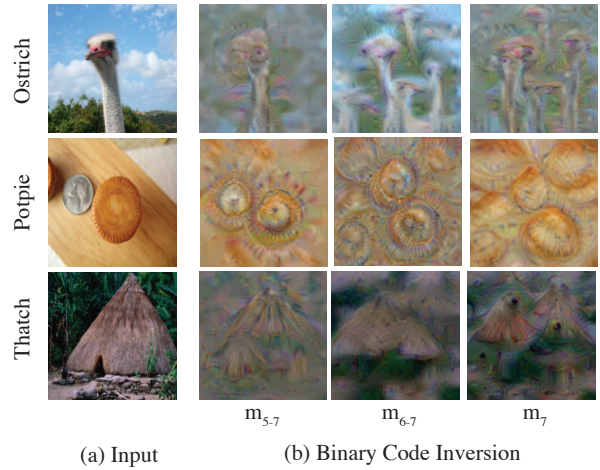 Ostrich
Potpie
Thatch
m5-7
m6-7
m7
(a) Input
(b) Binary Code Inversion